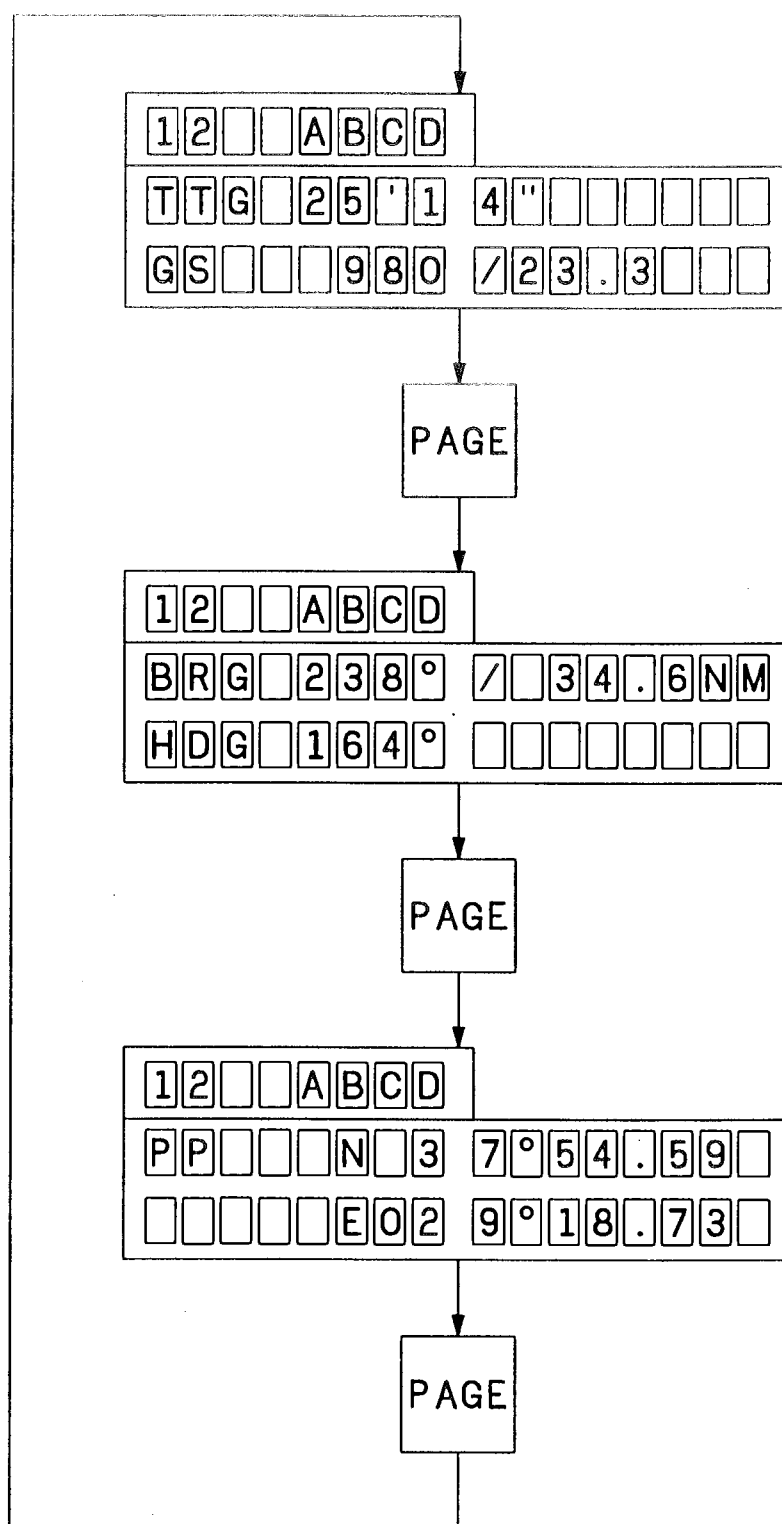 12 ABCD
TTG 25'14"
GS 980/23.3
PAGE
12 ABCD
BRG 238°/ 34.6NM
HDG 164°
PAGE
12 ABCD
PP N 37°54.59
E029°18.73
PAGE